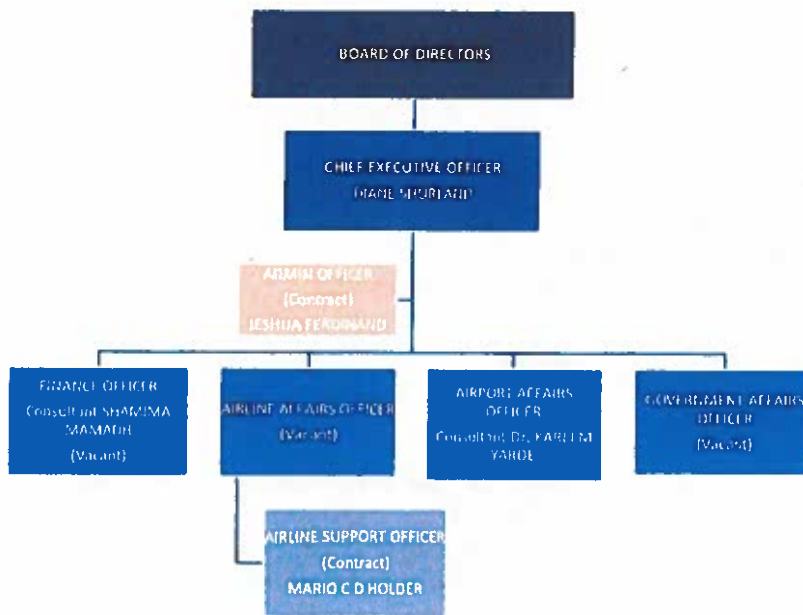 BOARD OF DIRECTORS
CHIEF EXECUTIVE OFFICER
DIANE SHURLAND
ADMIN OFFICER
(Contract)
JESHUA FERDINAND
FINANCE OFFICER
Consultant SHAMIMA
(Vacant)
AIRLINE AFFAIRS OFFICER
(Vacant)
AIRPORT AFFAIRS
OFFICER
Consultant Dr. KAREEM
YARDE
GOVERNMENT AFFAIRS
OFFICER
(Vacant)
AIRLINE SUPPORT OFFICER
(Contract)
MARIO C D HOLDER